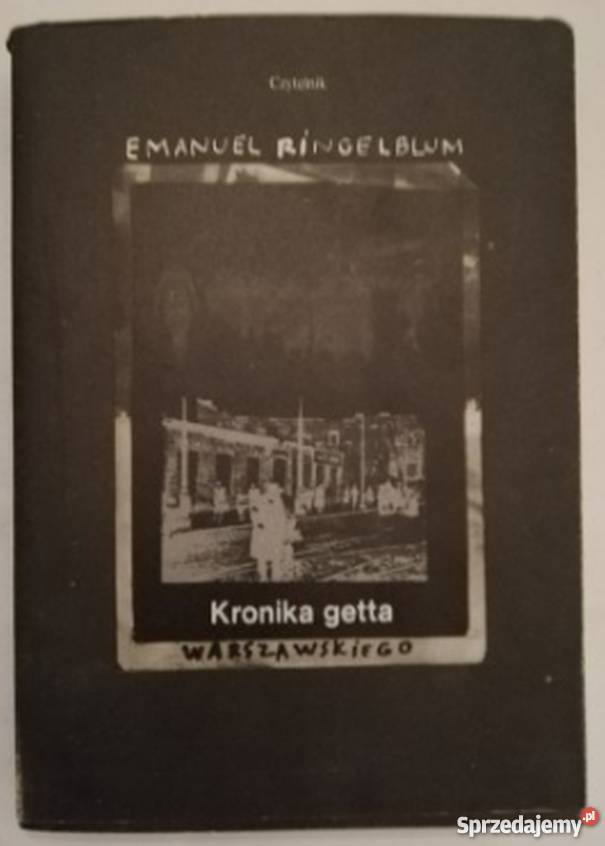 Czytelnik
EMANUEL RINGELBLUM
Kronika getta
WARSZAWSKIEGO
Sprzedajemy.pl